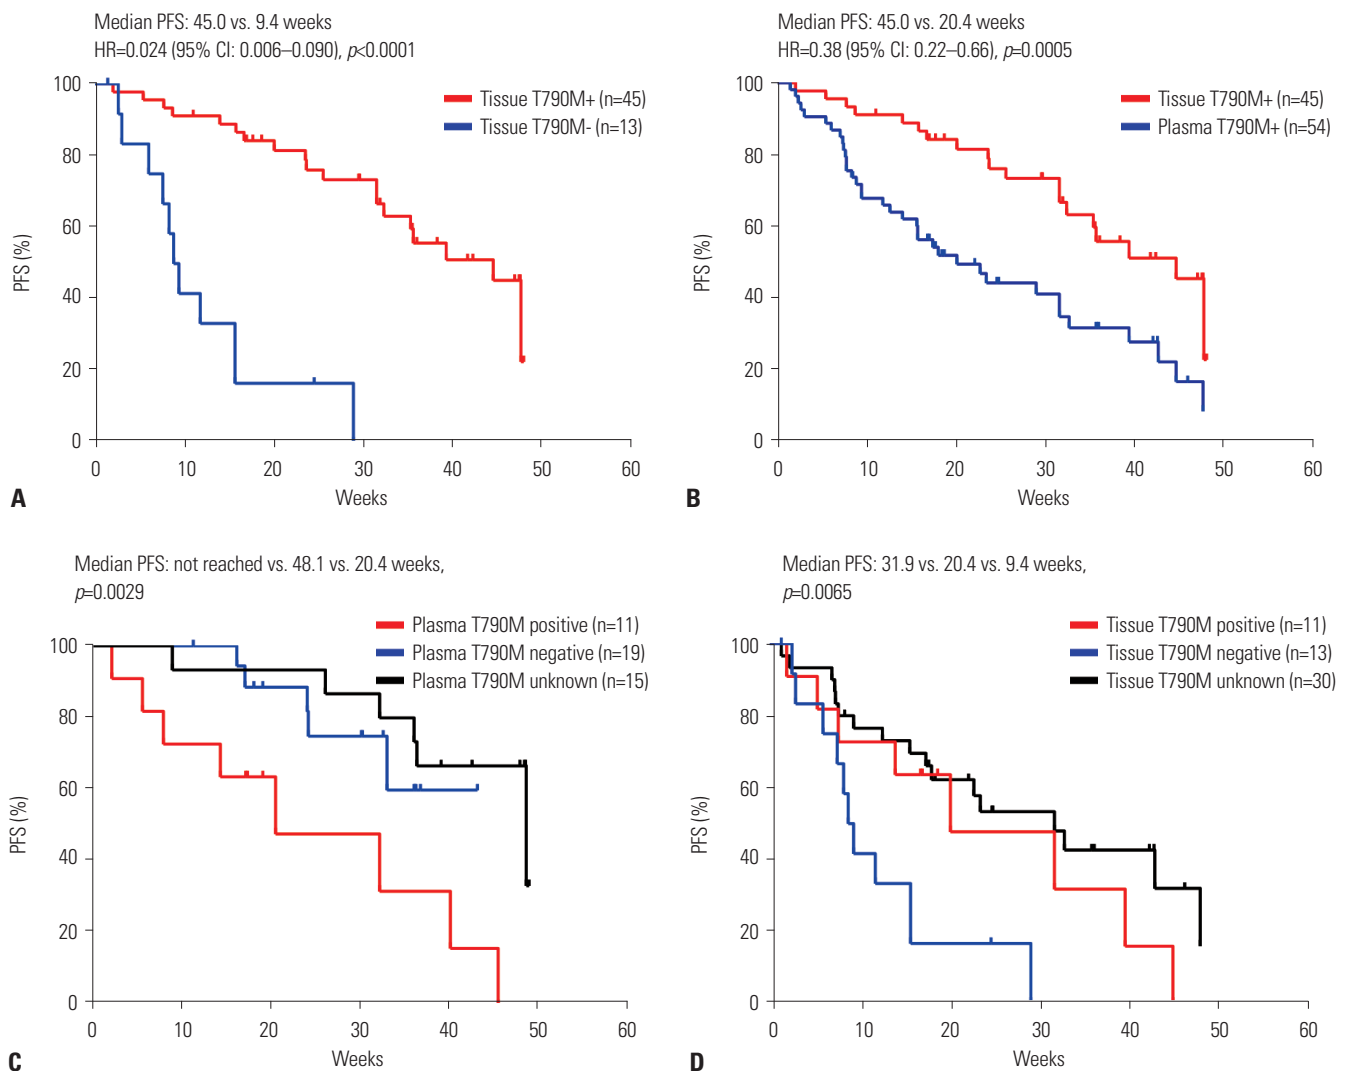 Median PFS: 45.0 vs. 9.4 weeks
HR=0.024 (95% CI: 0.006–0.090), p<0.0001
100
80
60
40
20
0
PFS (%)
Tissue T790M+ (n=45)
Tissue T790M- (n=13)
0 10 20 30 40 50 60
Weeks
A
Median PFS: 45.0 vs. 20.4 weeks
HR=0.38 (95% CI: 0.22–0.66), p=0.0005
100
80
60
40
20
0
PFS (%)
Tissue T790M+ (n=45)
Plasma T790M+ (n=54)
0 10 20 30 40 50 60
Weeks
B
Median PFS: not reached vs. 48.1 vs. 20.4 weeks,
p=0.0029
100
80
60
40
20
0
PFS (%)
Plasma T790M positive (n=11)
Plasma T790M negative (n=19)
Plasma T790M unknown (n=15)
0 10 20 30 40 50 60
Weeks
C
Median PFS: 31.9 vs. 20.4 vs. 9.4 weeks,
p=0.0065
100
80
60
40
20
0
PFS (%)
Tissue T790M positive (n=11)
Tissue T790M negative (n=13)
Tissue T790M unknown (n=30)
0 10 20 30 40 50 60
Weeks
D